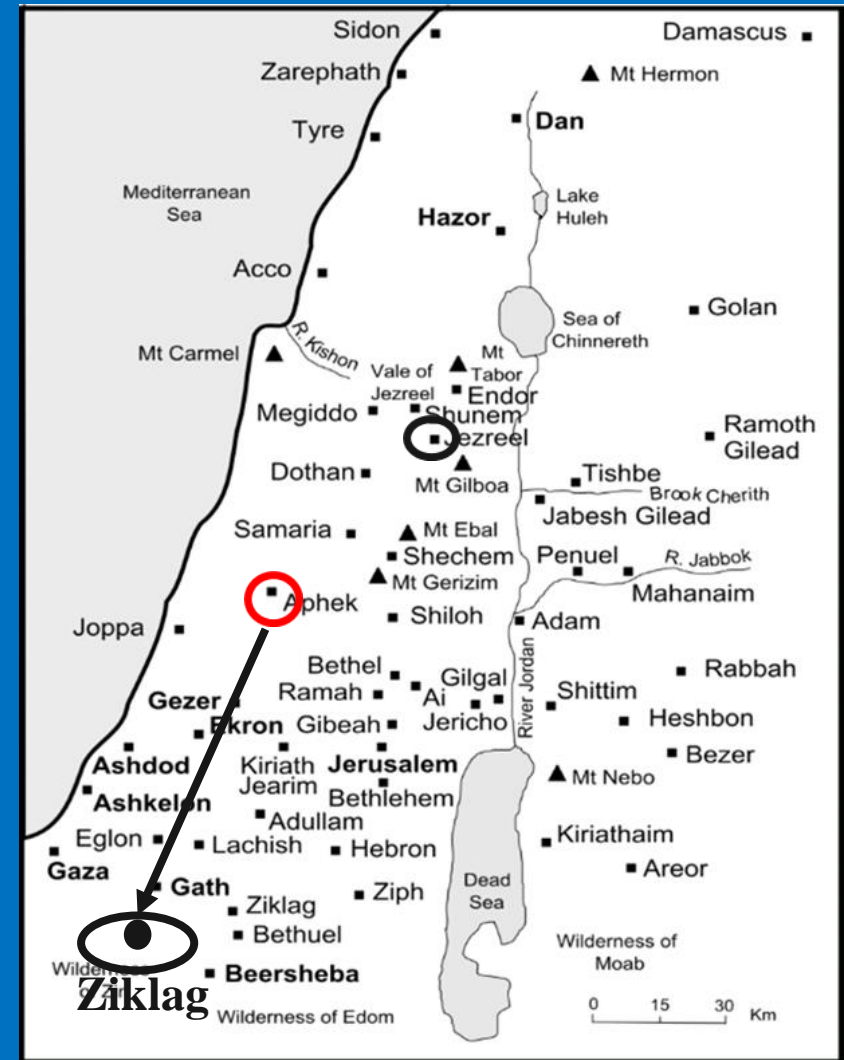 Sidon
Damascus
Zarephath
Mt Hermon
Dan
Tyre
Mediterranean
Sea
Lake
Huleh
Hazor
Acco
Golan
Sea of
Chinnereth
R. Kishon
Mt Carmel
Mt
Tabor
Vale of
Jezreel
Endor
Megiddo
Shunem
Ramoth
Gilead
Jezreel
Dothan
Mt Gilboa
Tishbe
Brook Cherith
Jabesh Gilead
Samaria
Mt Ebal
Shechem
Penuel
R. Jabbok
Mt Gerizim
Mahanaim
Aphek
Shiloh
Adam
Joppa
River Jordan
Bethel
Gilgal
Rabbah
Ramah
Ai
Shittim
Gezer
Jericho
Heshbon
Ekron
Gibeah
Bezer
Ashdod
Kiriath
Jearim
Jerusalem
Mt Nebo
Ashkelon
Bethlehem
Adullam
Kiriathaim
Eglon
Lachish
Hebron
Gaza
Areor
Gath
Ziph
Dead
Sea
Ziklag
Bethuel
Wilderness of
Moab
Wilderness
of Zin
Beersheba
Ziklag
Wilderness of Edom
0 15 30 Km